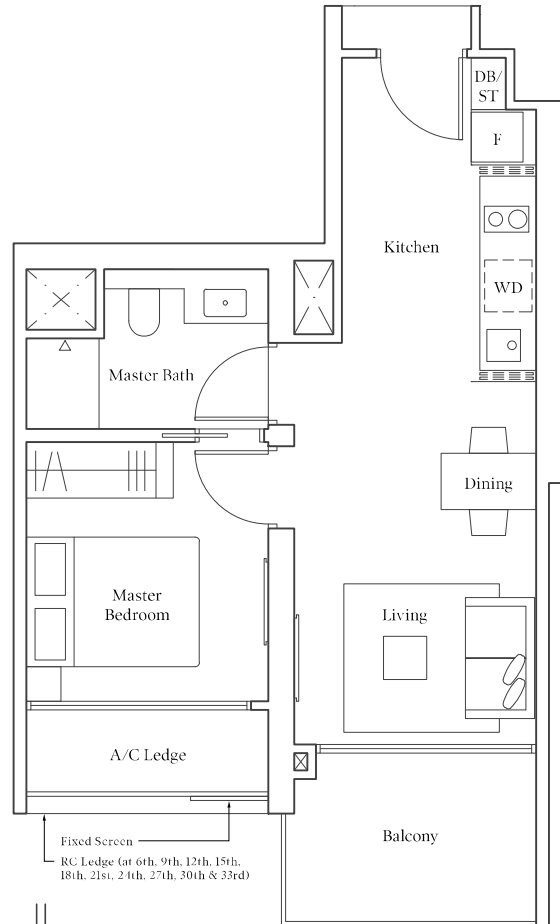 DB/
ST
F
Kitchen
WD
Master Bath
Dining
Master
Bedroom
Living
A/C Ledge
Balcony
Fixed Screen
RC Ledge (at 6th, 9th, 12th, 15th,
18th, 21st, 24th, 27th, 30th & 33rd)